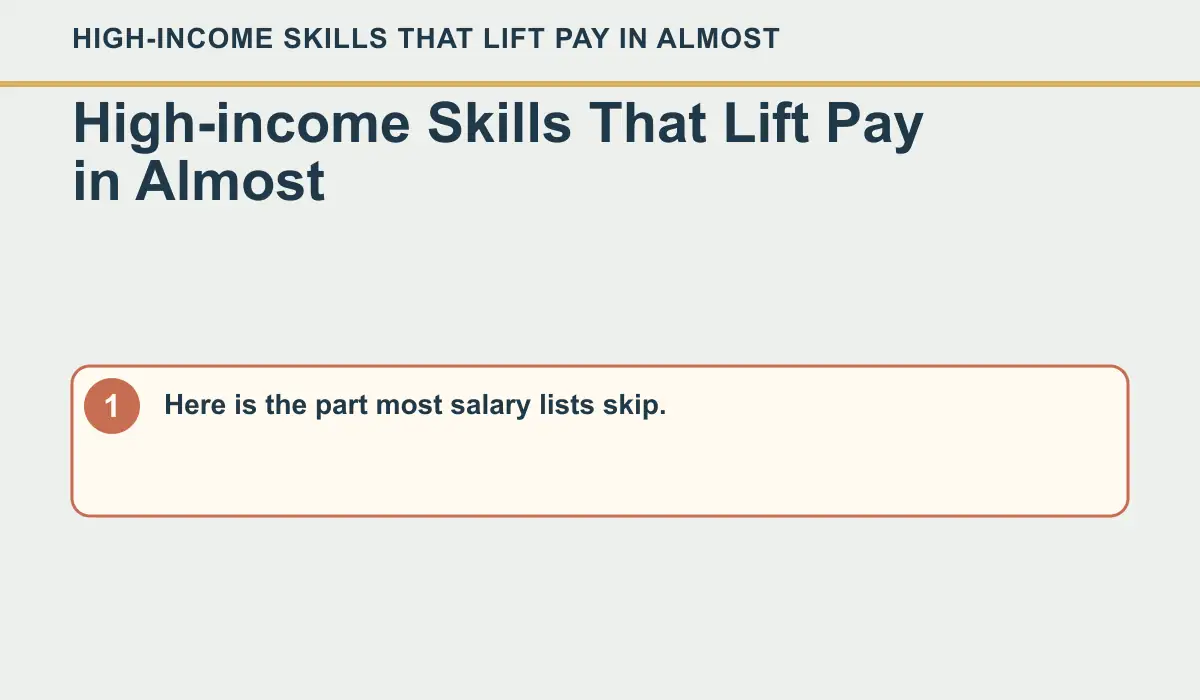 HIGH-INCOME SKILLS THAT LIFT PAY IN ALMOST
High-income Skills That Lift Pay
in Almost
1 Here is the part most salary lists skip.